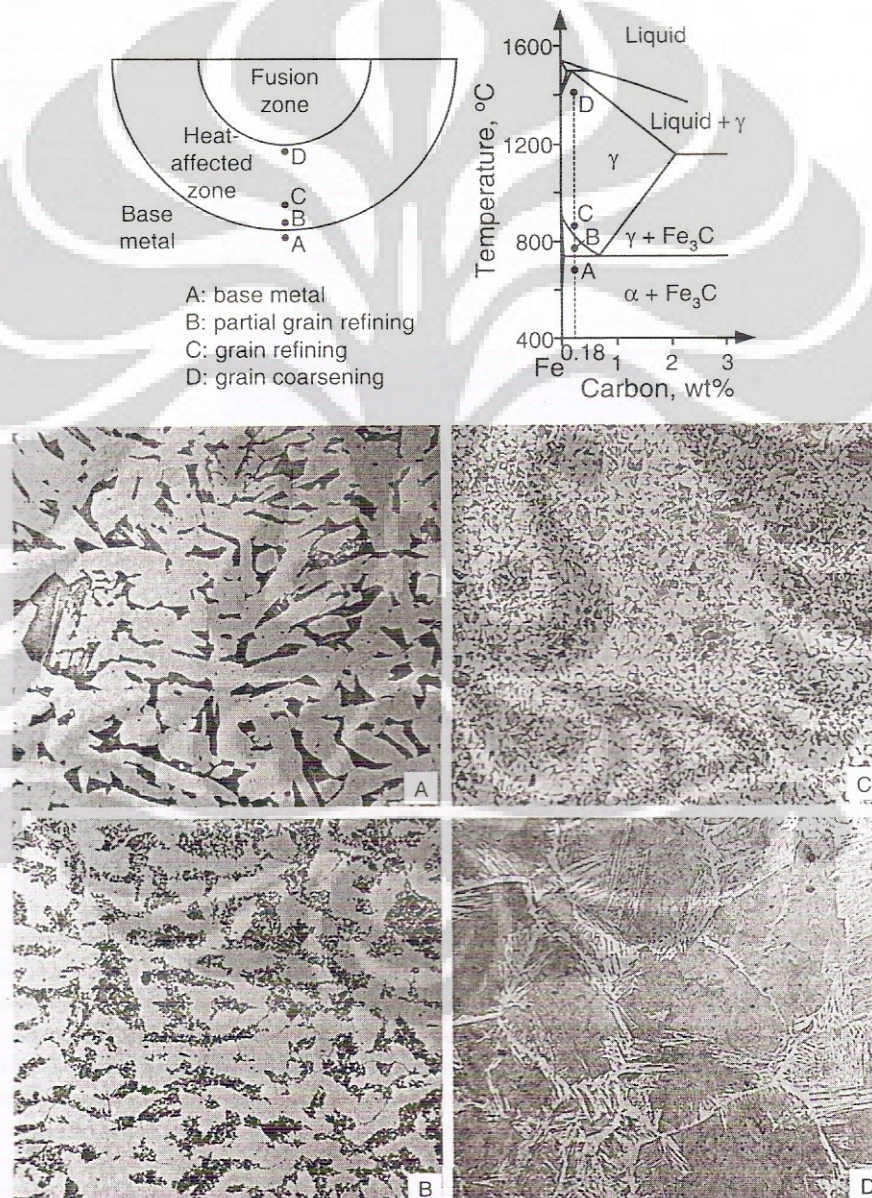 Fusion
zone
Heat-
affected
zone
Base
metal
D
C
B
A
A: base metal
B: partial grain refining
C: grain refining
D: grain coarsening
Temperature, ºC
1600
1200
800
400
Liquid
Liquid + γ
γ
γ + Fe₃C
α + Fe₃C
D
C
B
A
Fe
0.18
1
2
3
Carbon, wt%
A
C
B
D